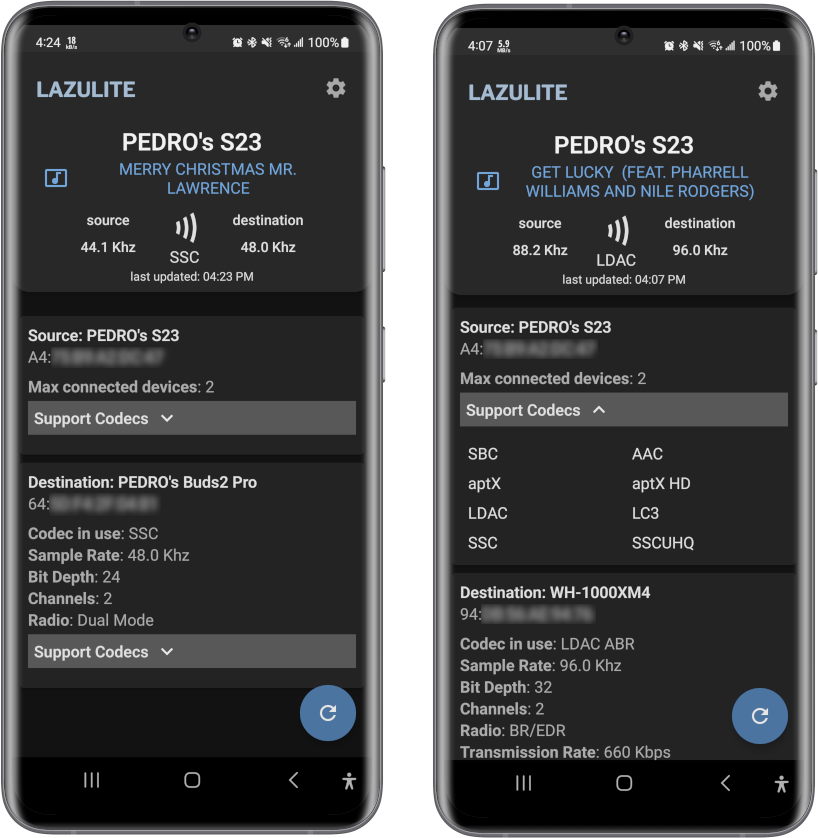 4:24 18 kB/s 100%
LAZULITE
PEDRO's S23
MERRY CHRISTMAS MR.
LAWRENCE
source destination
44.1 Khz 48.0 Khz
SSC
last updated: 04:23 PM
Source: PEDRO's S23
A4:
Max connected devices: 2
Support Codecs
Destination: PEDRO's Buds2 Pro
64:
Codec in use: SSC
Sample Rate: 48.0 Khz
Bit Depth: 24
Channels: 2
Radio: Dual Mode
Support Codecs
4:07 5.9 MB/s 100%
LAZULITE
PEDRO's S23
GET LUCKY (FEAT. PHARRELL
WILLIAMS AND NILE RODGERS)
source destination
88.2 Khz 96.0 Khz
LDAC
last updated: 04:07 PM
Source: PEDRO's S23
A4:
Max connected devices: 2
Support Codecs
SBC AAC
aptX aptX HD
LDAC LC3
SSC SSCUHQ
Destination: WH-1000XM4
94:
Codec in use: LDAC ABR
Sample Rate: 96.0 Khz
Bit Depth: 32
Channels: 2
Radio: BR/EDR
Transmission Rate: 660 Kbps